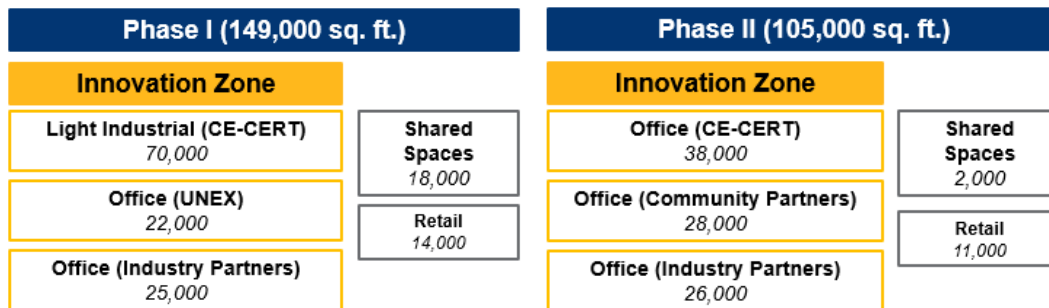 Phase I (149,000 sq. ft.)
Innovation Zone
Light Industrial (CE-CERT)
70,000
Office (UNEX)
22,000
Office (Industry Partners)
25,000
Shared
Spaces
18,000
Retail
14,000
Phase II (105,000 sq. ft.)
Innovation Zone
Office (CE-CERT)
38,000
Office (Community Partners)
28,000
Office (Industry Partners)
26,000
Shared
Spaces
2,000
Retail
11,000